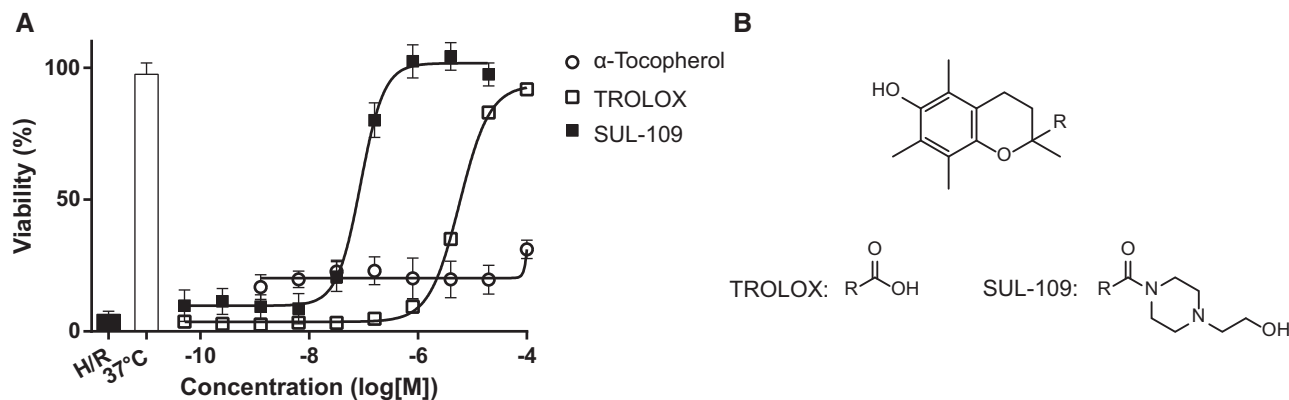 A
Viability (%)
100
50
0
H/R
37°C
-10
-8
-6
-4
Concentration (log[M])
α-Tocopherol
TROLOX
SUL-109
B
HO
R
O
TROLOX:
O
R
OH
SUL-109:
O
R
N
N
OH